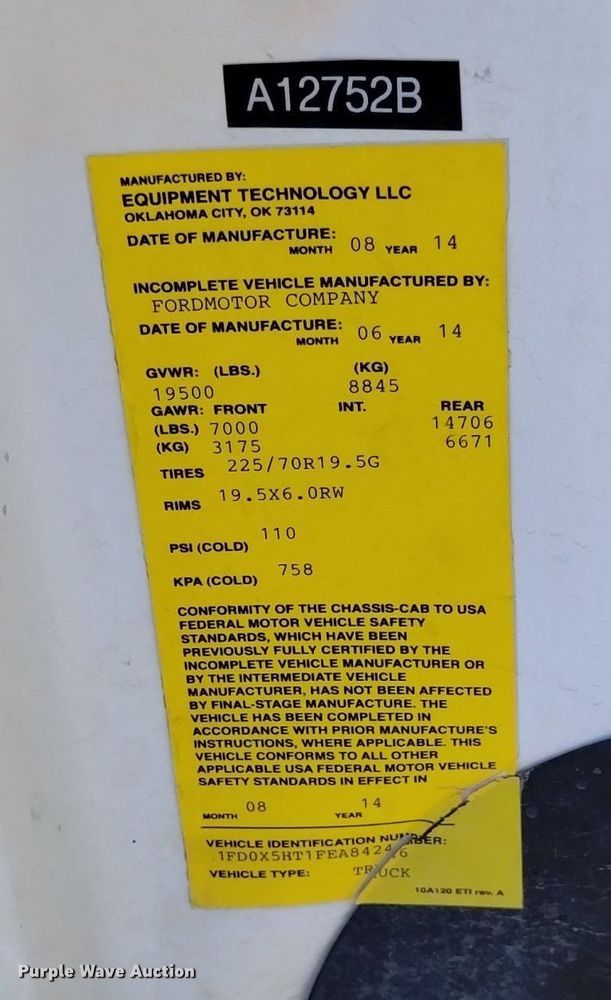 A12752B
MANUFACTURED BY:
EQUIPMENT TECHNOLOGY LLC
OKLAHOMA CITY, OK 73114
DATE OF MANUFACTURE:
MONTH 08 YEAR 14
INCOMPLETE VEHICLE MANUFACTURED BY:
FORDMOTOR COMPANY
DATE OF MANUFACTURE:
MONTH 06 YEAR 14
GVWR: (LBS.) (KG)
19500 8845
GAWR: FRONT INT. REAR
(LBS.) 7000 14706
(KG) 3175 6671
TIRES 225/70R19.5G
RIMS 19.5X6.0RW
PSI (COLD) 110
KPA (COLD) 758
CONFORMITY OF THE CHASSIS-CAB TO USA
FEDERAL MOTOR VEHICLE SAFETY
STANDARDS, WHICH HAVE BEEN
PREVIOUSLY FULLY CERTIFIED BY THE
INCOMPLETE VEHICLE MANUFACTURER OR
BY THE INTERMEDIATE VEHICLE
MANUFACTURER, HAS NOT BEEN AFFECTED
BY FINAL-STAGE MANUFACTURE. THE
VEHICLE HAS BEEN COMPLETED IN
ACCORDANCE WITH PRIOR MANUFACTURE'S
INSTRUCTIONS, WHERE APPLICABLE. THIS
VEHICLE CONFORMS TO ALL OTHER
APPLICABLE USA FEDERAL MOTOR VEHICLE
SAFETY STANDARDS IN EFFECT IN
MONTH 08 YEAR 14
VEHICLE IDENTIFICATION NUMBER:
VEHICLE TYPE: TRUCK
10A120 ETI rev. A
Purple Wave Auction